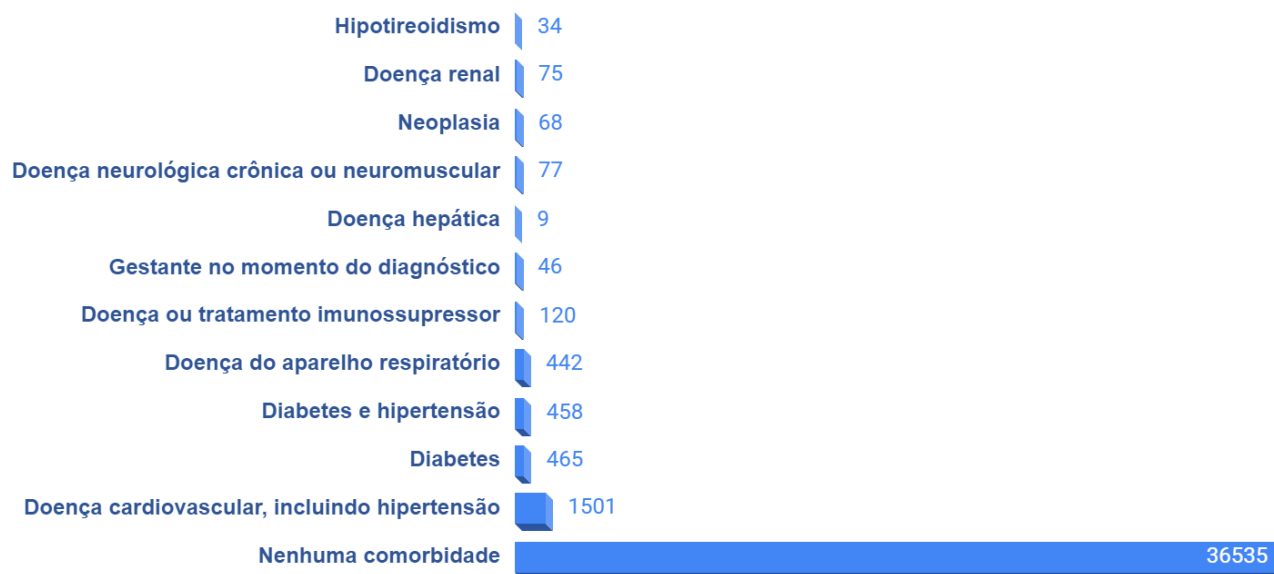 Hipotireoidismo 34
Doença renal 75
Neoplasia 68
Doença neurológica crônica ou neuromuscular 77
Doença hepática 9
Gestante no momento do diagnóstico 46
Doença ou tratamento imunossupressor 120
Doença do aparelho respiratório 442
Diabetes e hipertensão 458
Diabetes 465
Doença cardiovascular, incluindo hipertensão 1501
Nenhuma comorbidade 36535